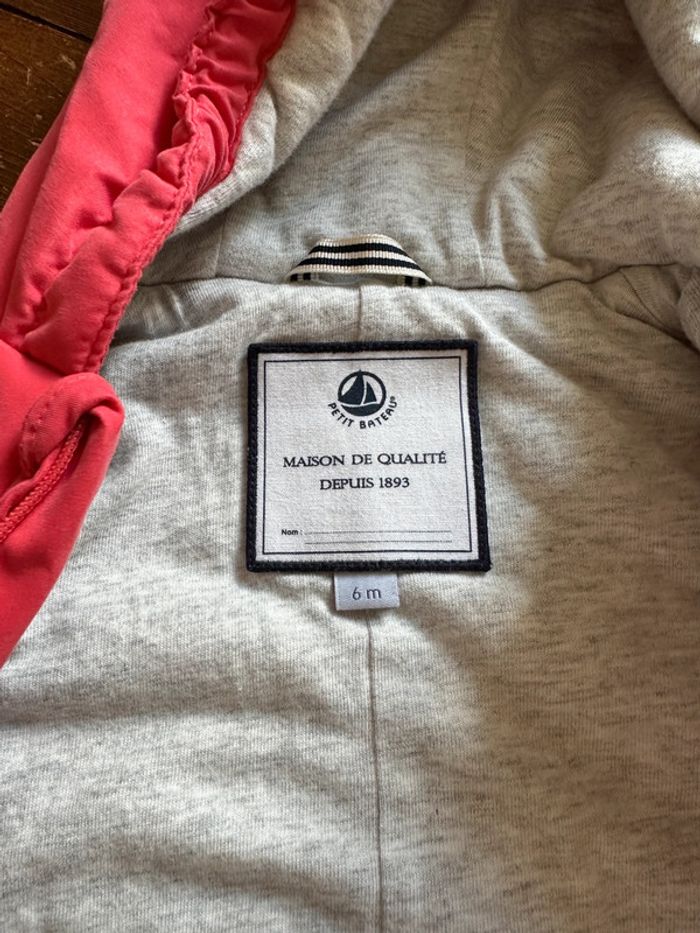 PETIT BATEAU®
MAISON DE QUALITÉ
DEPUIS 1893
Nom :
6 m